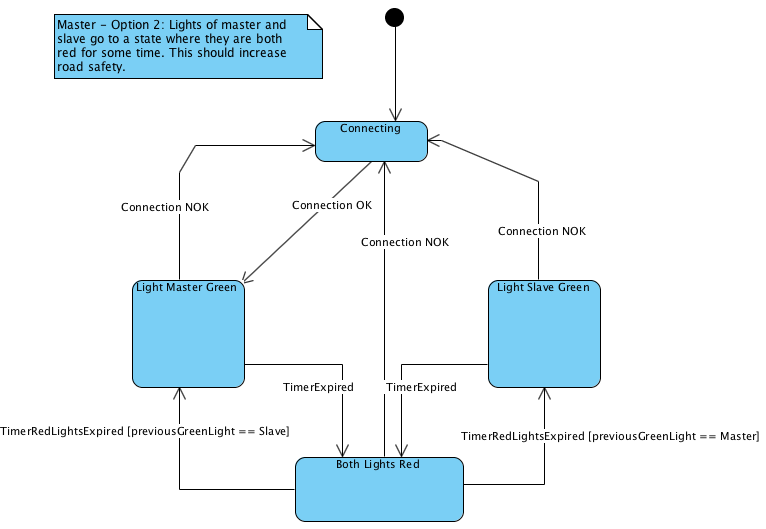 Master - Option 2: Lights of master and
slave go to a state where they are both
red for some time. This should increase
road safety.
Connecting
Connection NOK
Connection OK
Connection NOK
Connection NOK
Light Master Green
Light Slave Green
TimerExpired
TimerExpired
TimerRedLightsExpired [previousGreenLight == Slave]
TimerRedLightsExpired [previousGreenLight == Master]
Both Lights Red